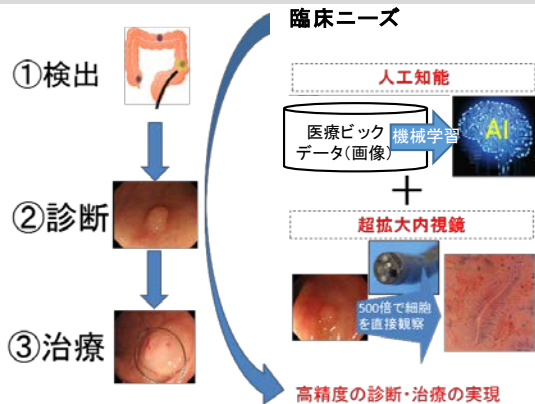 臨床ニーズ
①検出
②診断
③治療
人工知能
医療ビック
データ(画像)
機械学習
AI
＋
超拡大内視鏡
500倍で細胞
を直接観察
高精度の診断・治療の実現